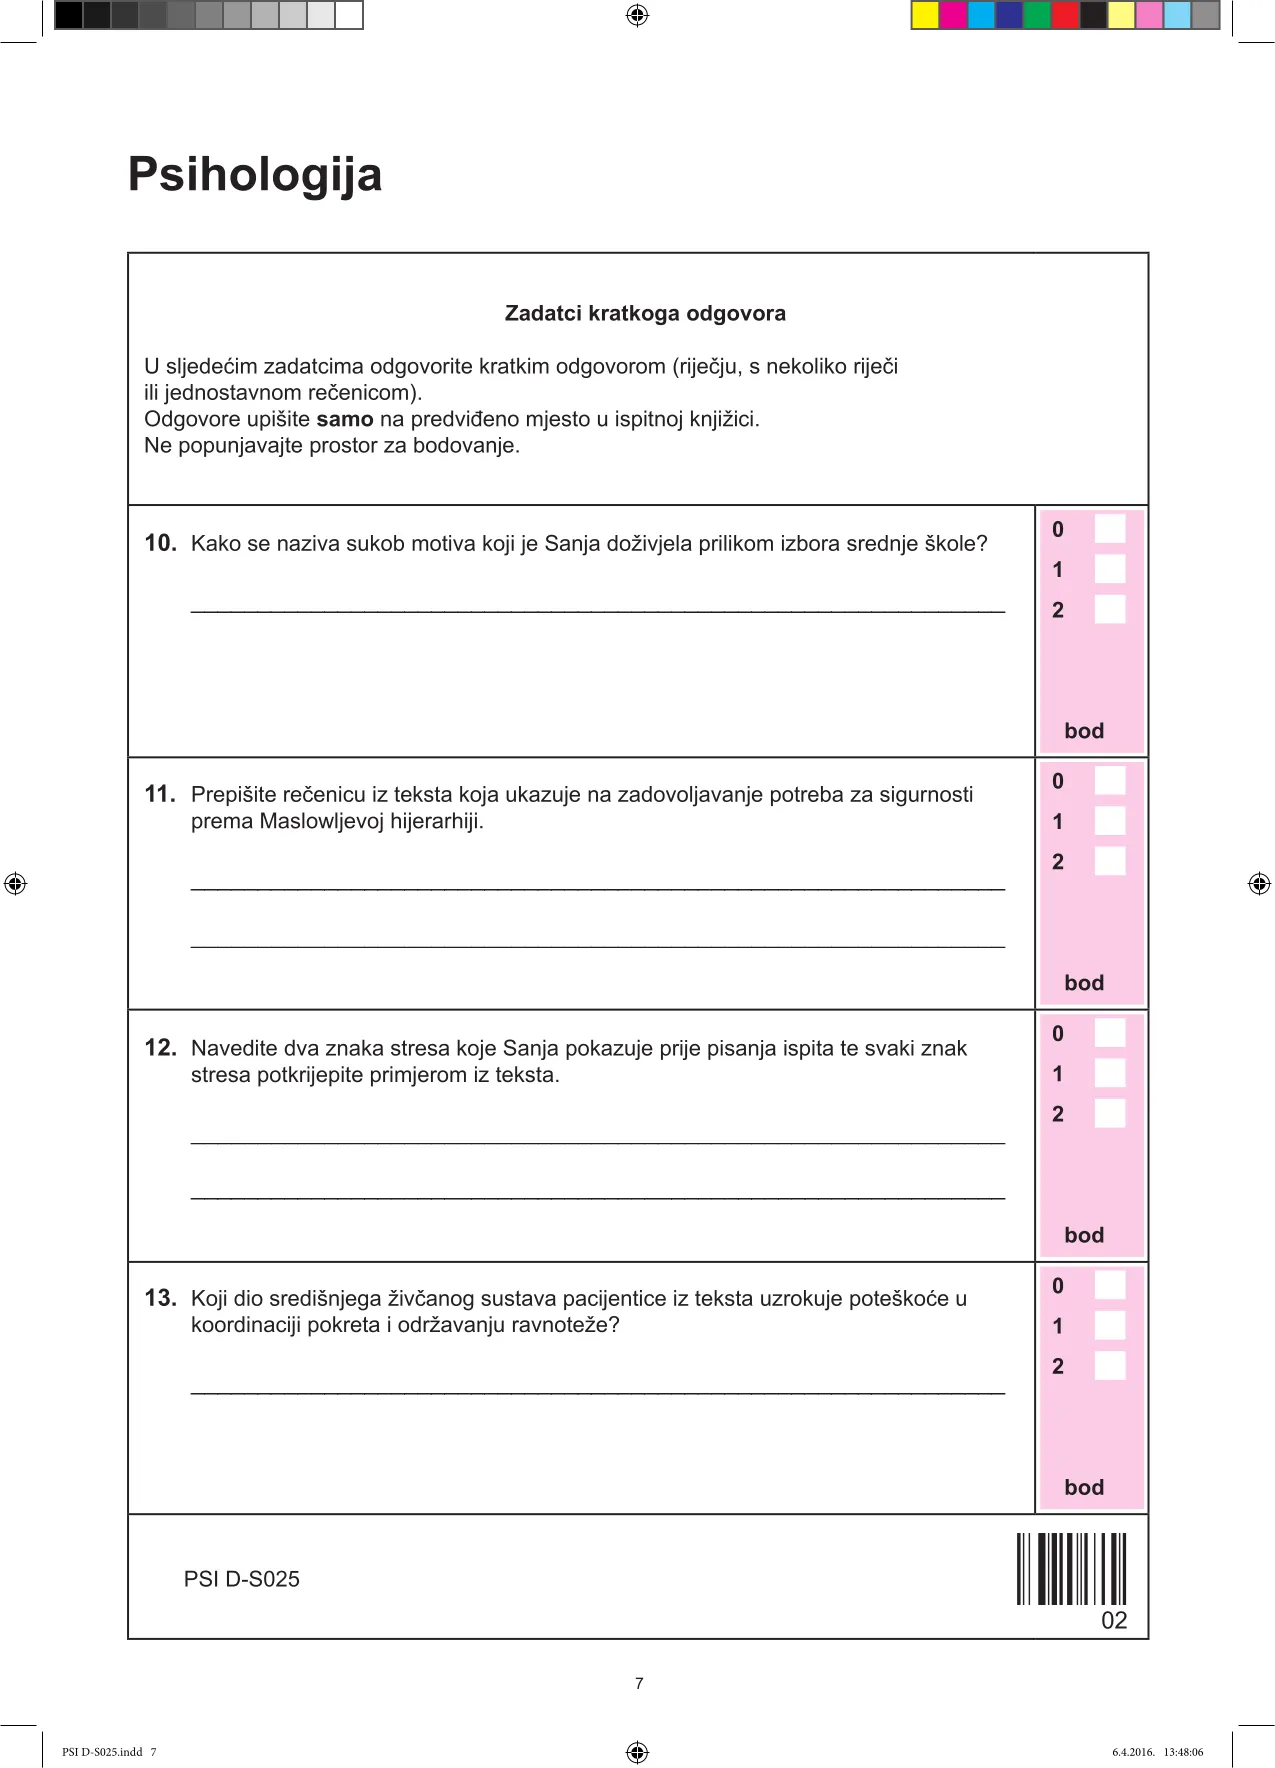 Psihologija
Zadatci kratkoga odgovora
U sljedećim zadatcima odgovorite kratkim odgovorom (riječju, s nekoliko riječi
ili jednostavnom rečenicom).
Odgovore upišite samo na predviđeno mjesto u ispitnoj knjižici.
Ne popunjavajte prostor za bodovanje.
10. Kako se naziva sukob motiva koji je Sanja doživjela prilikom izbora srednje škole?
0
1
2
bod
11. Prepišite rečenicu iz teksta koja ukazuje na zadovoljavanje potreba za sigurnosti
prema Maslowljevoj hijerarhiji.
0
1
2
bod
12. Navedite dva znaka stresa koje Sanja pokazuje prije pisanja ispita te svaki znak
stresa potkrijepite primjerom iz teksta.
0
1
2
bod
13. Koji dio središnjega živčanog sustava pacijentice iz teksta uzrokuje poteškoće u
koordinaciji pokreta i održavanju ravnoteže?
0
1
2
bod
PSI D-S025
02
7
PSI D-S025.indd 7
6.4.2016. 13:48:06